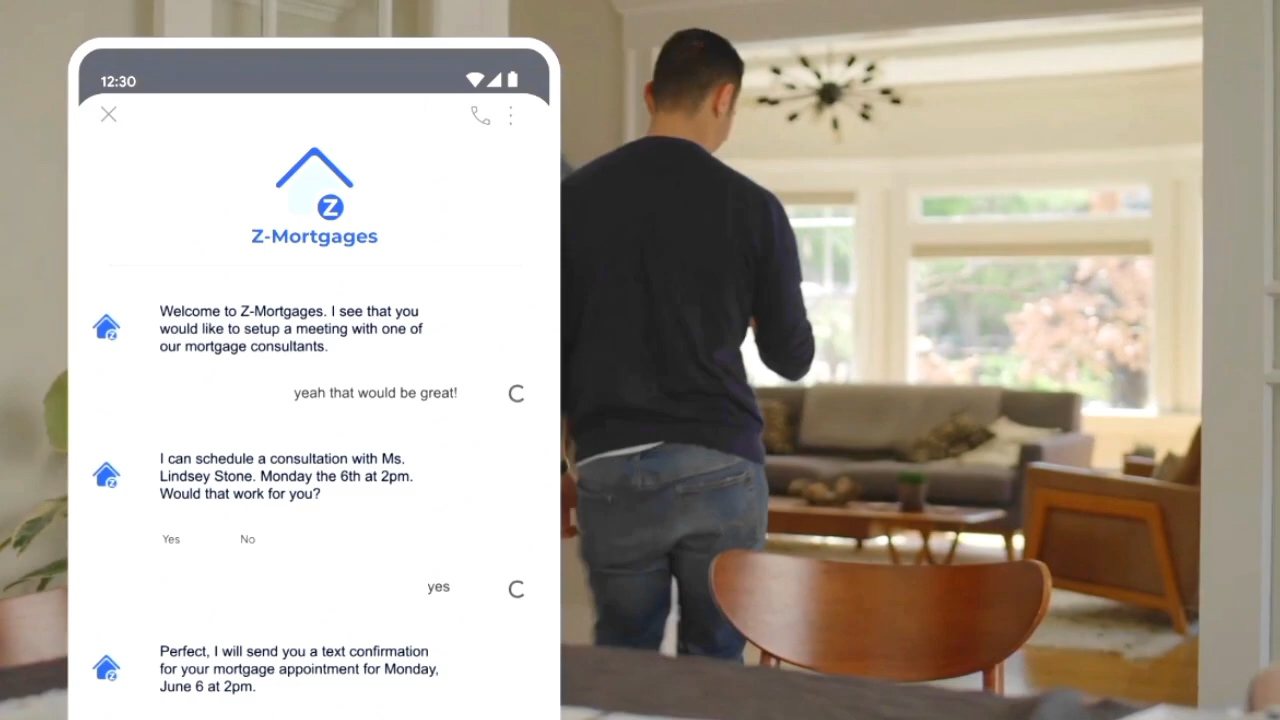 12:30
Z
Z-Mortgages
Welcome to Z-Mortgages. I see that you
would like to setup a meeting with one of
our mortgage consultants.
yeah that would be great!
C
I can schedule a consultation with Ms.
Lindsey Stone. Monday the 6th at 2pm.
Would that work for you?
Yes No
yes
C
Perfect, I will send you a text confirmation
for your mortgage appointment for Monday,
June 6 at 2pm.